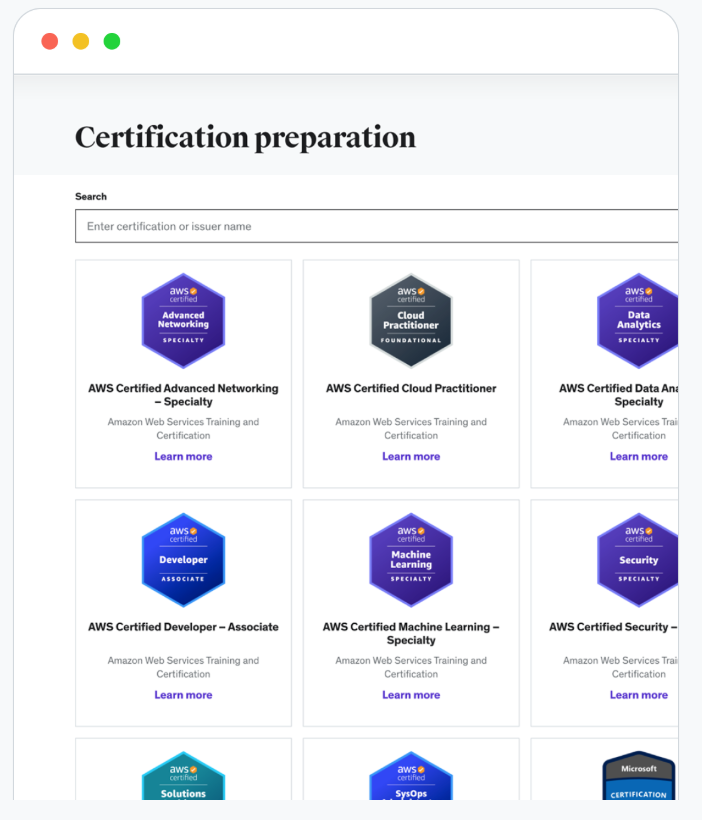 Certification preparation
Search
Enter certification or issuer name
aws
certified
Advanced
Networking
SPECIALTY
AWS Certified Advanced Networking
– Specialty
Amazon Web Services Training and
Certification
Learn more
aws
certified
Cloud
Practitioner
FOUNDATIONAL
AWS Certified Cloud Practitioner
Amazon Web Services Training and
Certification
Learn more
aws
certified
Data
Analytics
SPECIALTY
AWS Certified Data Ana
Specialty
Amazon Web Services Trai
Certification
Learn more
aws
certified
Developer
ASSOCIATE
AWS Certified Developer – Associate
Amazon Web Services Training and
Certification
Learn more
aws
certified
Machine
Learning
SPECIALTY
AWS Certified Machine Learning –
Specialty
Amazon Web Services Training and
Certification
Learn more
aws
certified
Security
SPECIALTY
AWS Certified Security –
Amazon Web Services Trai
Certification
Learn more
aws
certified
Solutions
aws
certified
SysOps
Microsoft
CERTIFICATION